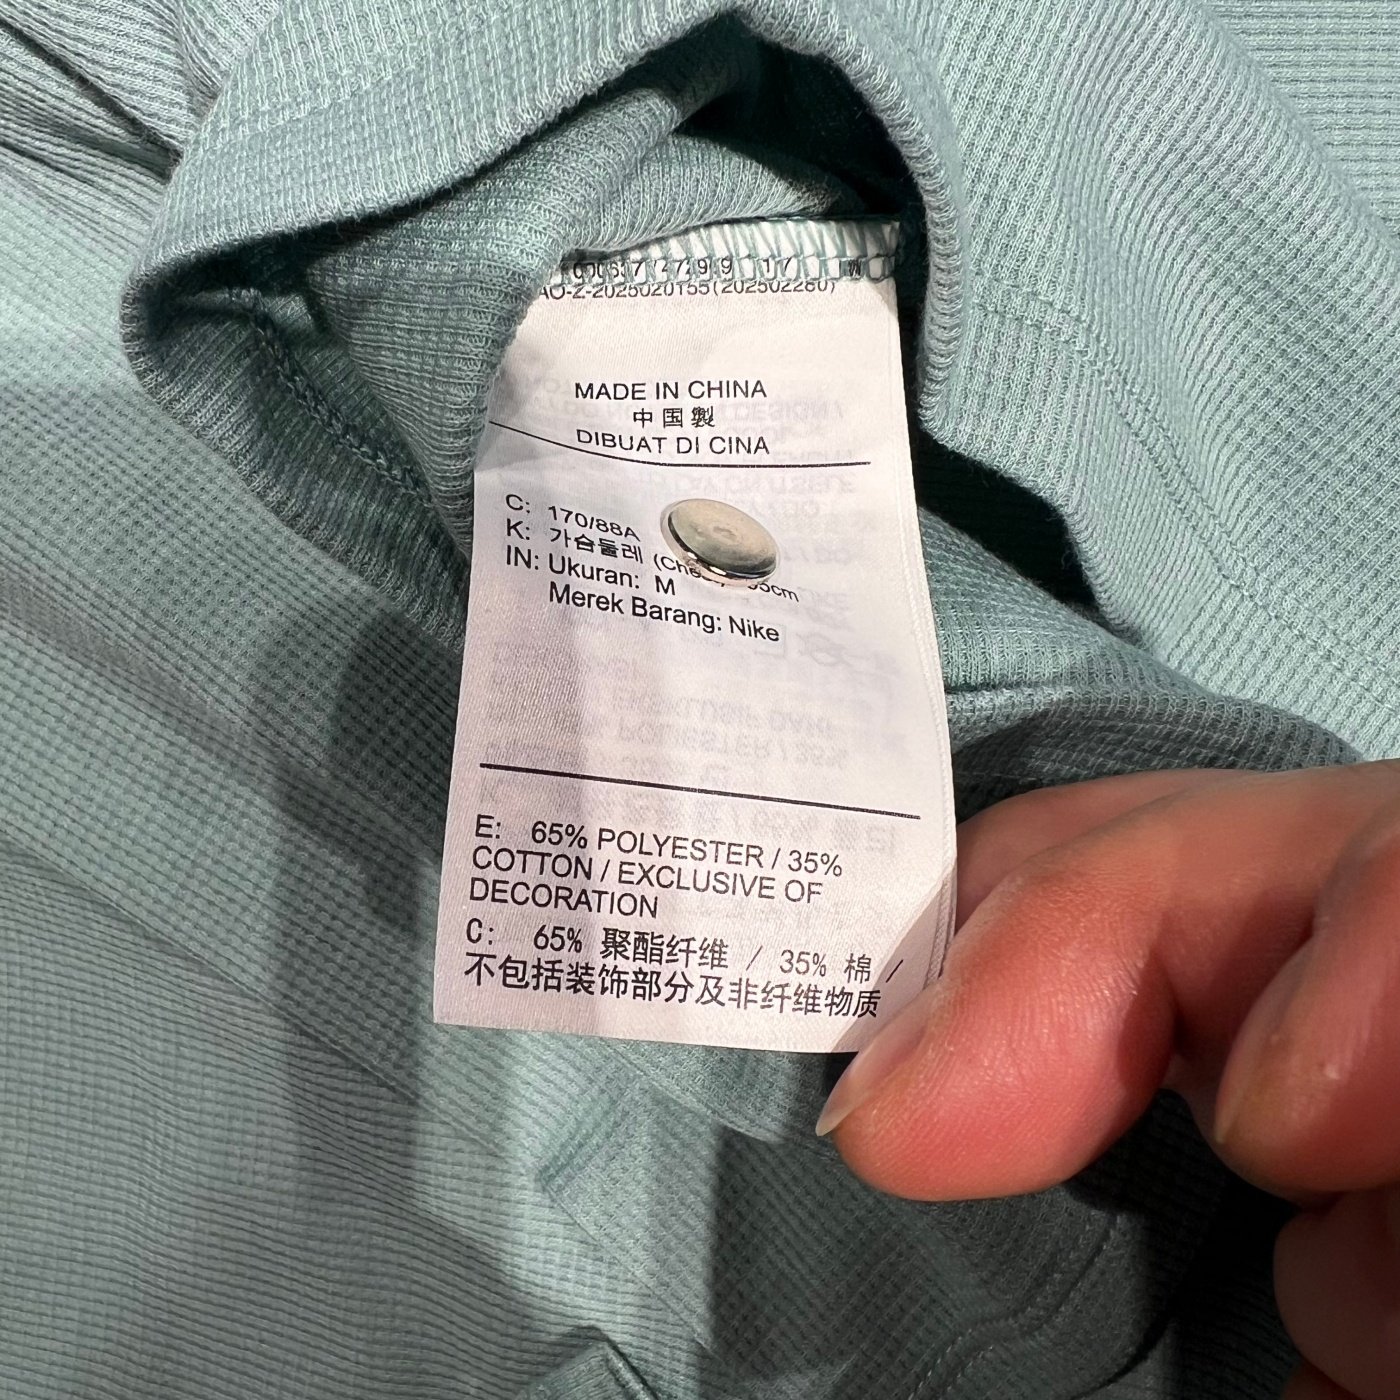 MADE IN CHINA
中国製
DIBUAT DI CINA
C: 170/88A
K: 가슴둘레
IN: Ukuran: M
Merek Barang: Nike
E: 65% POLYESTER / 35%
COTTON / EXCLUSIVE OF
DECORATION
C: 65% 聚酯纤维 / 35% 棉 /
不包括装饰部分及非纤维物质